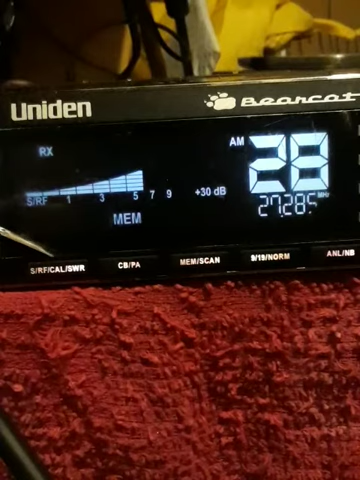 Uniden Bearcat
RX
AM 28
S/RF 1 3 5 7 9 +30 dB
27.285 MHz
MEM
S/RF/CAL/SWR CB/PA MEM/SCAN 9/19/NORM ANL/NB